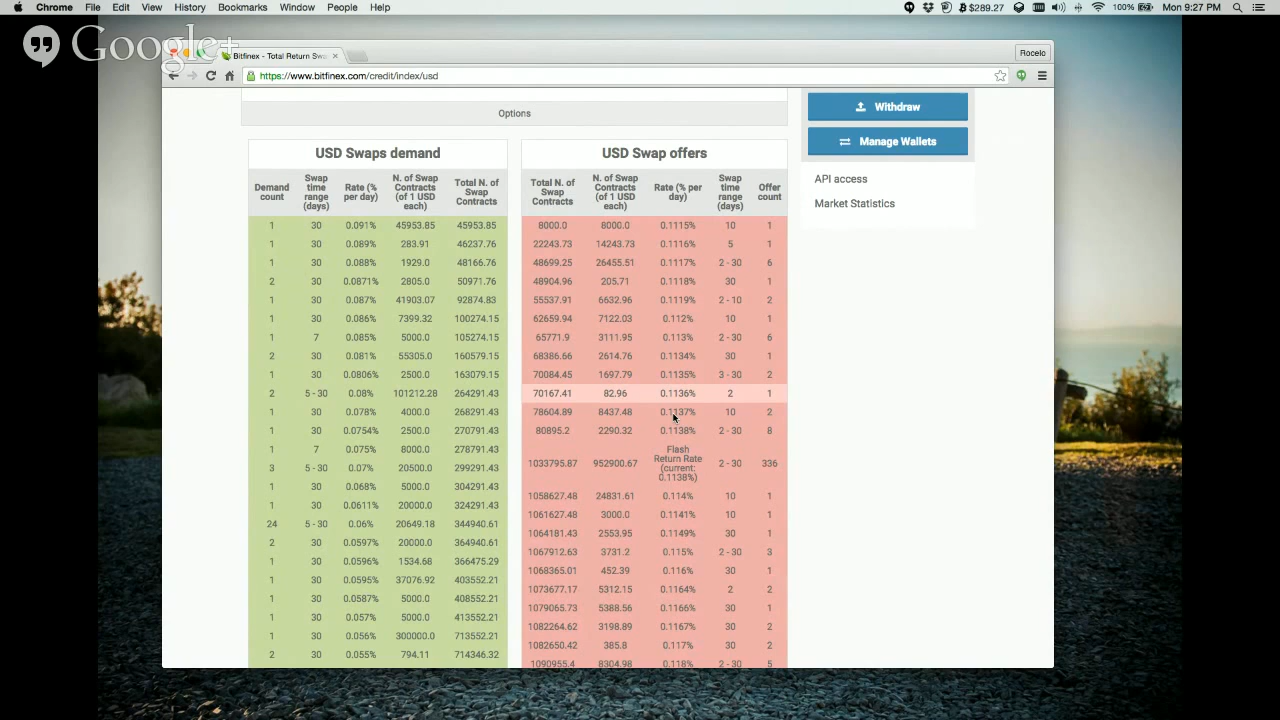 Chrome File Edit View History Bookmarks Window People Help
$289.27 100% Mon 9:27 PM
Google+
Bitfinex - Total Return Swa
Rocelo
https://www.bitfinex.com/credit/index/usd
Options
Withdraw
Manage Wallets
API access
Market Statistics
USD Swaps demand
Demand count Swap time range (days) Rate (% per day) N. of Swap Contracts (of 1 USD each) Total N. of Swap Contracts
1 30 0.091% 45953.85 45953.85
1 30 0.089% 283.91 46237.76
1 30 0.088% 1929.0 48166.76
2 30 0.0871% 2805.0 50971.76
1 30 0.087% 41903.07 92874.83
1 30 0.086% 7399.32 100274.15
1 7 0.085% 5000.0 105274.15
2 30 0.081% 55305.0 160579.15
1 30 0.0806% 2500.0 163079.15
2 5 - 30 0.08% 101212.28 264291.43
1 30 0.078% 4000.0 268291.43
1 30 0.0754% 2500.0 270791.43
1 7 0.075% 8000.0 278791.43
3 5 - 30 0.07% 20500.0 299291.43
1 30 0.068% 5000.0 304291.43
1 30 0.0611% 20000.0 324291.43
24 5 - 30 0.06% 20649.18 344940.61
2 30 0.0597% 20000.0 364940.61
1 30 0.0596% 1534.68 366475.29
1 30 0.0595% 37076.92 403552.21
1 30 0.0587% 5000.0 408552.21
1 30 0.057% 5000.0 413552.21
1 30 0.056% 300000.0 713552.21
2 30 0.055% 794.11 714346.32
USD Swap offers
Total N. of Swap Contracts N. of Swap Contracts (of 1 USD each) Rate (% per day) Swap time range (days) Offer count
8000.0 8000.0 0.1115% 10 1
22243.73 14243.73 0.1116% 5 1
48699.25 26455.51 0.1117% 2 - 30 6
48904.96 205.71 0.1118% 30 1
55537.91 6632.96 0.1119% 2 - 10 2
62659.94 7122.03 0.112% 10 1
65771.9 3111.95 0.113% 2 - 30 6
68386.66 2614.76 0.1134% 30 1
70084.45 1697.79 0.1135% 3 - 30 2
70167.41 82.96 0.1136% 2 1
78604.89 8437.48 0.1137% 10 2
80895.2 2290.32 0.1138% 2 - 30 8
1033795.87 952900.67 Flash Return Rate (current: 0.1138%) 2 - 30 336
1058627.48 24831.61 0.114% 10 1
1061627.48 3000.0 0.1141% 10 1
1064181.43 2553.95 0.1149% 30 1
1067912.63 3731.2 0.115% 2 - 30 3
1068365.01 452.39 0.116% 30 1
1073677.17 5312.15 0.1164% 2 2
1079065.73 5388.56 0.1166% 30 1
1082264.62 3198.89 0.1167% 30 2
1082650.42 385.8 0.117% 30 2
1090955.4 8304.98 0.118% 2 - 30 5